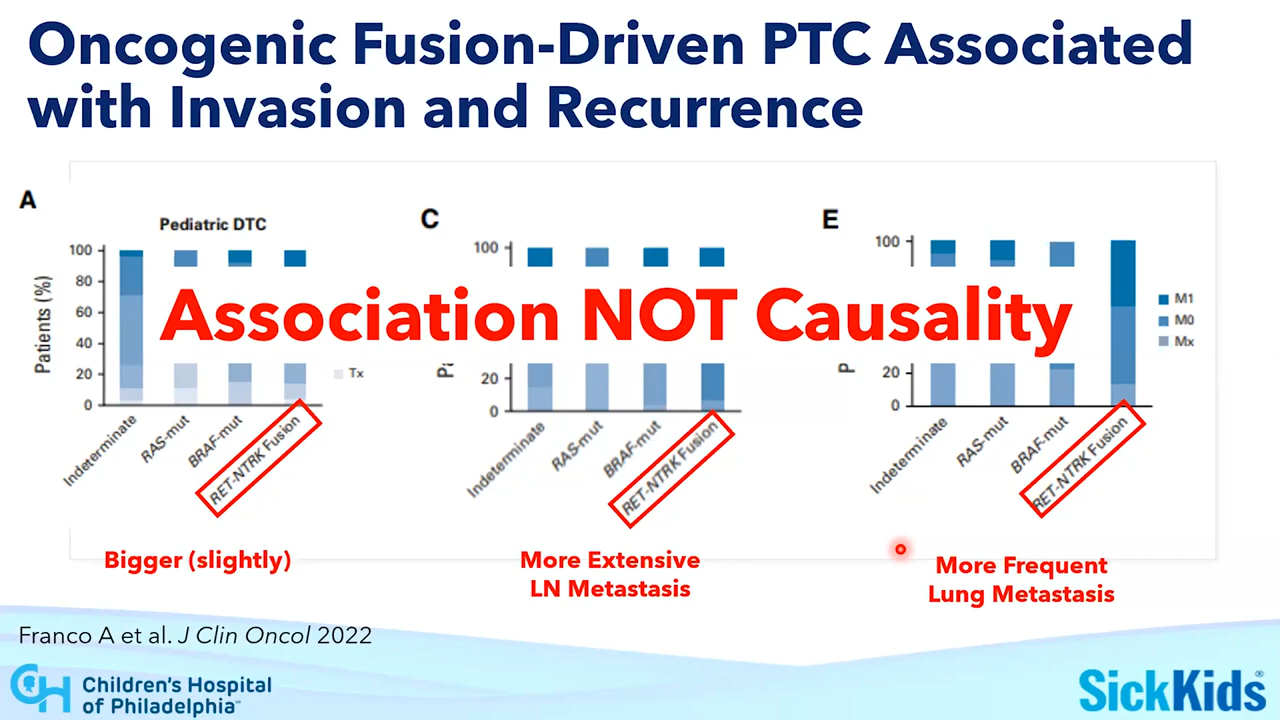 Oncogenic Fusion-Driven PTC Associated
with Invasion and Recurrence
A
Pediatric DTC
Patients (%)
100
80
60
40
20
0
Tx
Indeterminate
RAS-mut
BRAF-mut
RET-NTRK Fusion
C
100
20
0
Indeterminate
RAS-mut
BRAF-mut
RET-NTRK Fusion
E
100
20
0
M1
M0
Mx
Indeterminate
RAS-mut
BRAF-mut
RET-NTRK Fusion
Association NOT Causality
Bigger (slightly)
More Extensive
LN Metastasis
More Frequent
Lung Metastasis
Franco A et al. J Clin Oncol 2022
CH Children's Hospital
of Philadelphia™
SickKids®